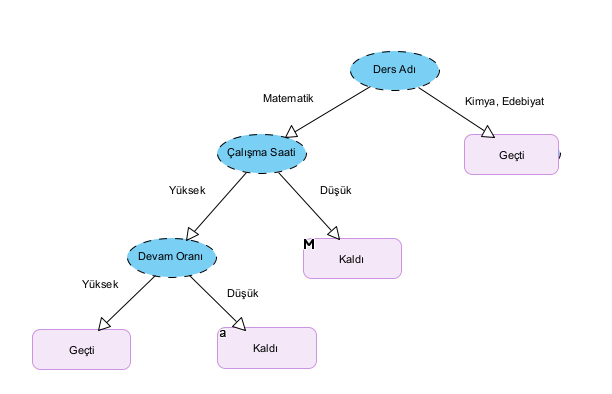 Ders Adı
Matematik
Kimya, Edebiyat
Çalışma Saati
Geçti
Yüksek
Düşük
M
Kaldı
Devam Oranı
Yüksek
Düşük
a
Geçti
Kaldı